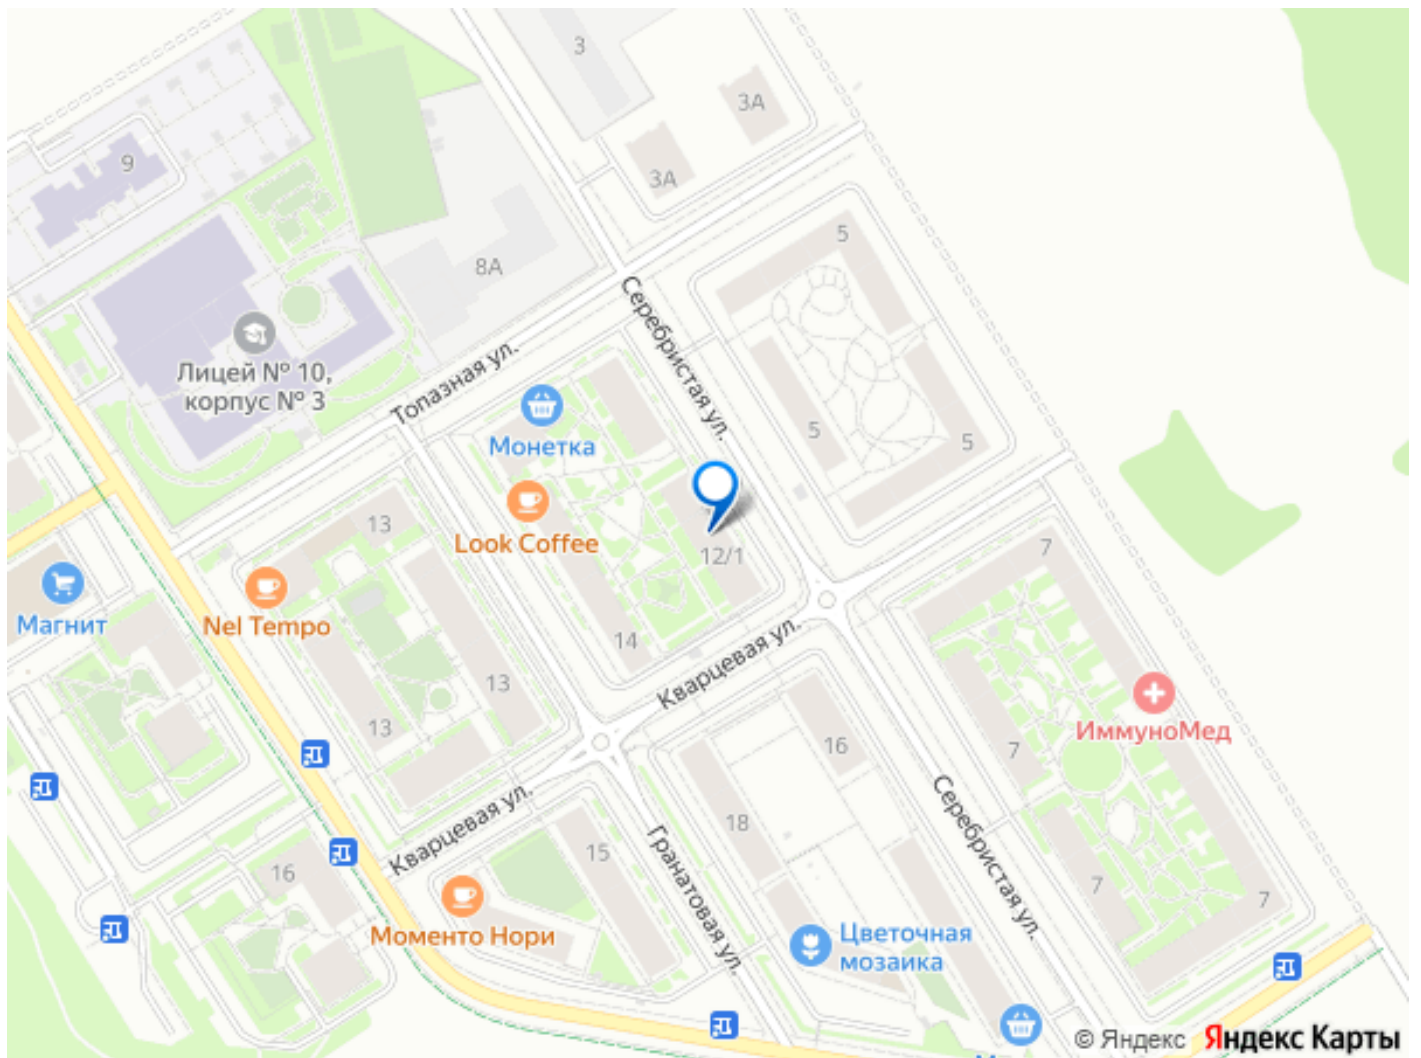 3
3А
9
3А
5
8А
Серебристая ул.
Лицей № 10,
корпус № 3
Топазная ул.
Монетка
5
5
13
Look Coffee
12/1
7
Магнит
Nel Tempo
14
Кварцевая ул.
13
13
16
7
ИммуноМед
Кварцевая ул.
18
Серебристая ул.
16
15
Гранатовая ул.
7
7
Моменто Нори
Цветочная
мозаика
© Яндекс Яндекс Карты